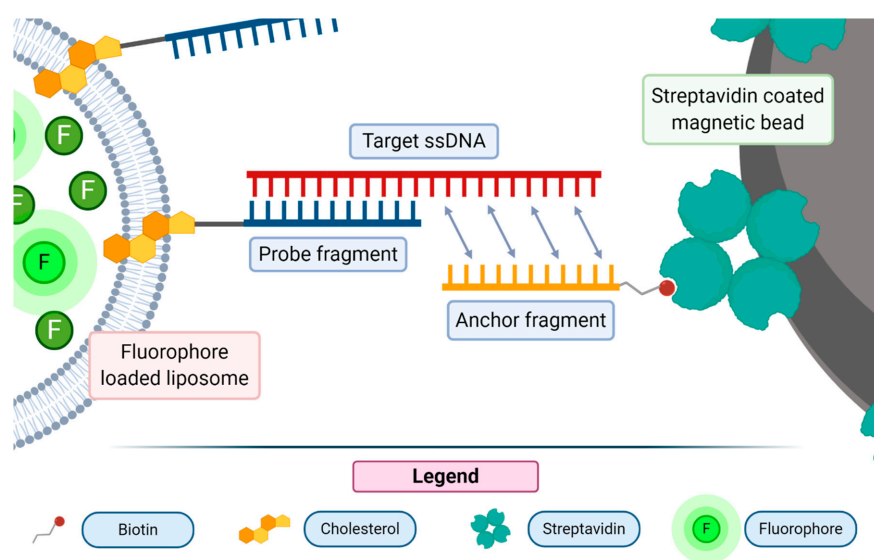 Streptavidin coated
magnetic bead
Target ssDNA
F
F
F
Probe fragment
F
Anchor fragment
F
Fluorophore
loaded liposome
Legend
Biotin
Cholesterol
Streptavidin
F
Fluorophore